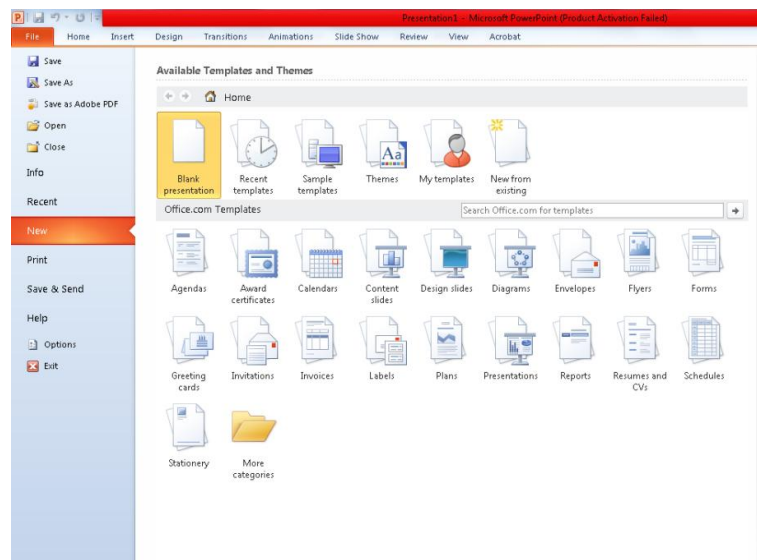 Presentation1 - Microsoft PowerPoint (Product Activation Failed)
File Home Insert Design Transitions Animations Slide Show Review View Acrobat
Save
Save As
Save as Adobe PDF
Open
Close
Info
Recent
New
Print
Save & Send
Help
Options
Exit
Available Templates and Themes
Home
Blank presentation
Recent templates
Sample templates
Themes
My templates
New from existing
Office.com Templates
Search Office.com for templates
Agendas
Award certificates
Calendars
Content slides
Design slides
Diagrams
Envelopes
Flyers
Forms
Greeting cards
Invitations
Invoices
Labels
Plans
Presentations
Reports
Resumes and CVs
Schedules
Stationery
More categories